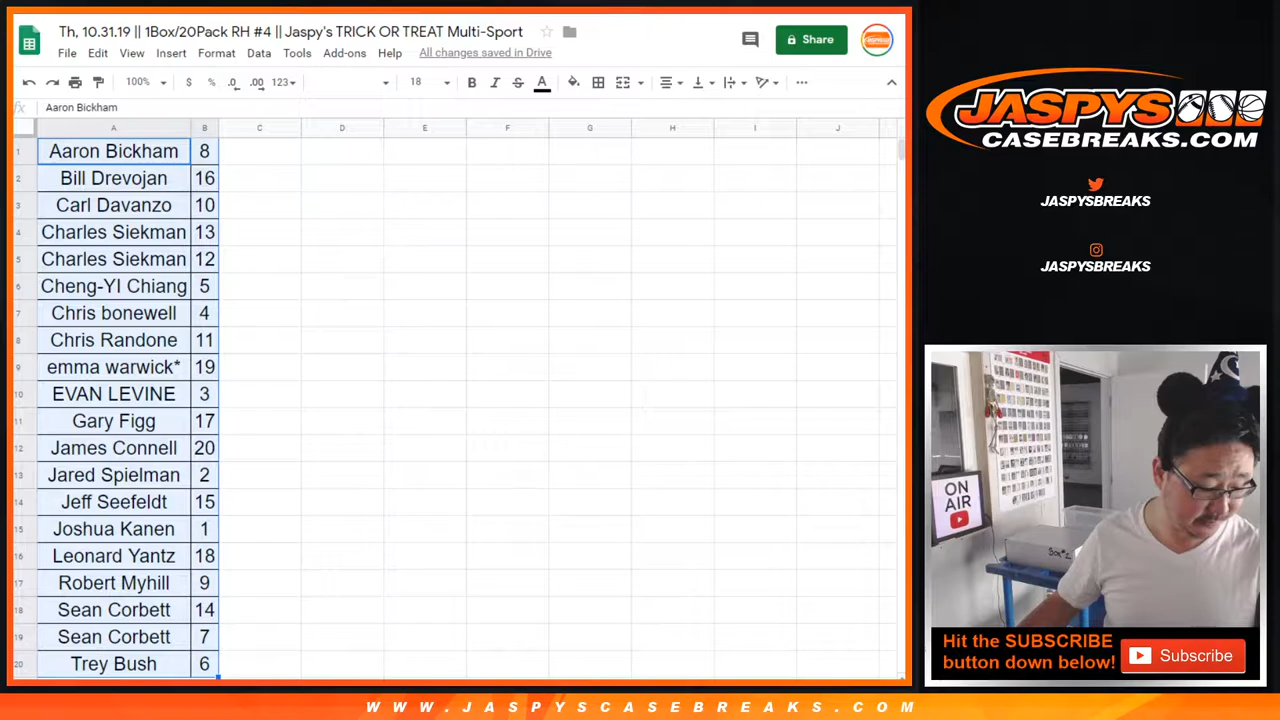 Th, 10.31.19 || 1Box/20Pack RH #4 || Jaspy's TRICK OR TREAT Multi-Sport
File Edit View Insert Format Data Tools Add-ons Help All changes saved in Drive
Share
100% $ % .0 .00 123 18 B I S A
fx Aaron Bickham
A B C D E F G H I J
1 Aaron Bickham 8
2 Bill Drevojan 16
3 Carl Davanzo 10
4 Charles Siekman 13
5 Charles Siekman 12
6 Cheng-YI Chiang 5
7 Chris bonewell 4
8 Chris Randone 11
9 emma warwick* 19
10 EVAN LEVINE 3
11 Gary Figg 17
12 James Connell 20
13 Jared Spielman 2
14 Jeff Seefeldt 15
15 Joshua Kanen 1
16 Leonard Yantz 18
17 Robert Myhill 9
18 Sean Corbett 14
19 Sean Corbett 7
20 Trey Bush 6
JASPYS
CASEBREAKS.COM
JASPYSBREAKS
JASPYSBREAKS
ON
AIR
Hit the SUBSCRIBE
button down below!
Subscribe
WWW.JASPYSCASEBREAKS.COM